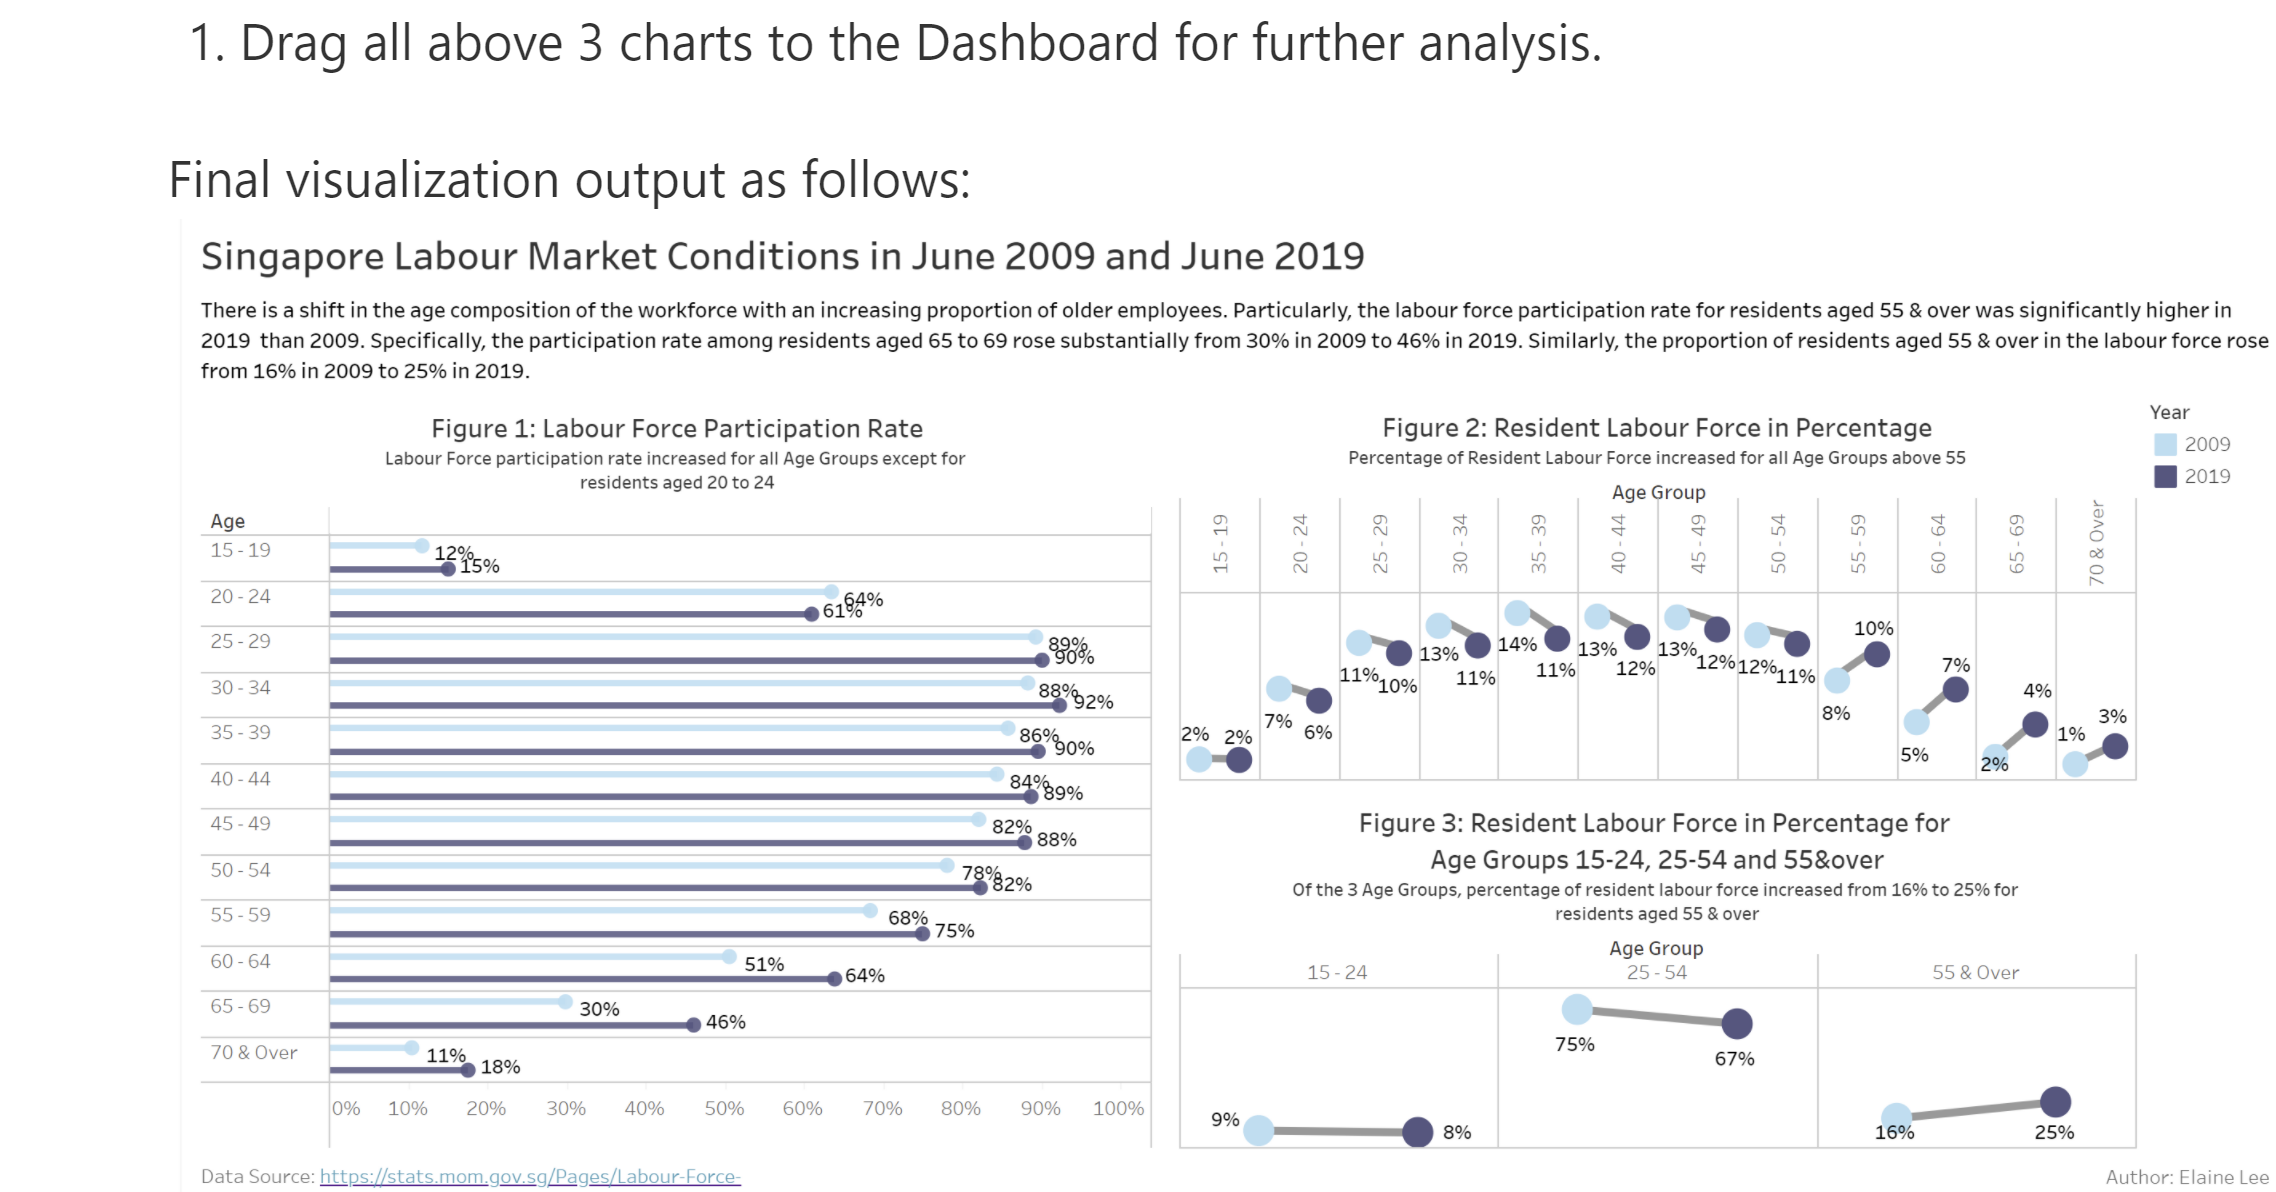 1. Drag all above 3 charts to the Dashboard for further analysis.
Final visualization output as follows:
Singapore Labour Market Conditions in June 2009 and June 2019
There is a shift in the age composition of the workforce with an increasing proportion of older employees. Particularly, the labour force participation rate for residents aged 55 & over was significantly higher in
2019 than 2009. Specifically, the participation rate among residents aged 65 to 69 rose substantially from 30% in 2009 to 46% in 2019. Similarly, the proportion of residents aged 55 & over in the labour force rose
from 16% in 2009 to 25% in 2019.
Figure 1: Labour Force Participation Rate
Labour Force participation rate increased for all Age Groups except for
residents aged 20 to 24
Age
15 - 19
12%
15%
20 - 24
64%
61%
25 - 29
89%
90%
30 - 34
88%
92%
35 - 39
86%
90%
40 - 44
84%
89%
45 - 49
82%
88%
50 - 54
78%
82%
55 - 59
68%
75%
60 - 64
51%
64%
65 - 69
30%
46%
70 & Over
11%
18%
0% 10% 20% 30% 40% 50% 60% 70% 80% 90% 100%
Figure 2: Resident Labour Force in Percentage
Percentage of Resident Labour Force increased for all Age Groups above 55
Year
2009
2019
Age Group
15 - 19
20 - 24
25 - 29
30 - 34
35 - 39
40 - 44
45 - 49
50 - 54
55 - 59
60 - 64
65 - 69
70 & Over
2% 2%
7% 6%
11% 10%
13% 11%
14% 11%
13% 12%
13% 12%
12% 11%
8% 10%
5% 7%
2% 4%
1% 3%
Figure 3: Resident Labour Force in Percentage for
Age Groups 15-24, 25-54 and 55&over
Of the 3 Age Groups, percentage of resident labour force increased from 16% to 25% for
residents aged 55 & over
Age Group
15 - 24 25 - 54 55 & Over
9% 8%
75% 67%
16% 25%
Data Source: https://stats.mom.gov.sg/Pages/Labour-Force-
Author: Elaine Lee